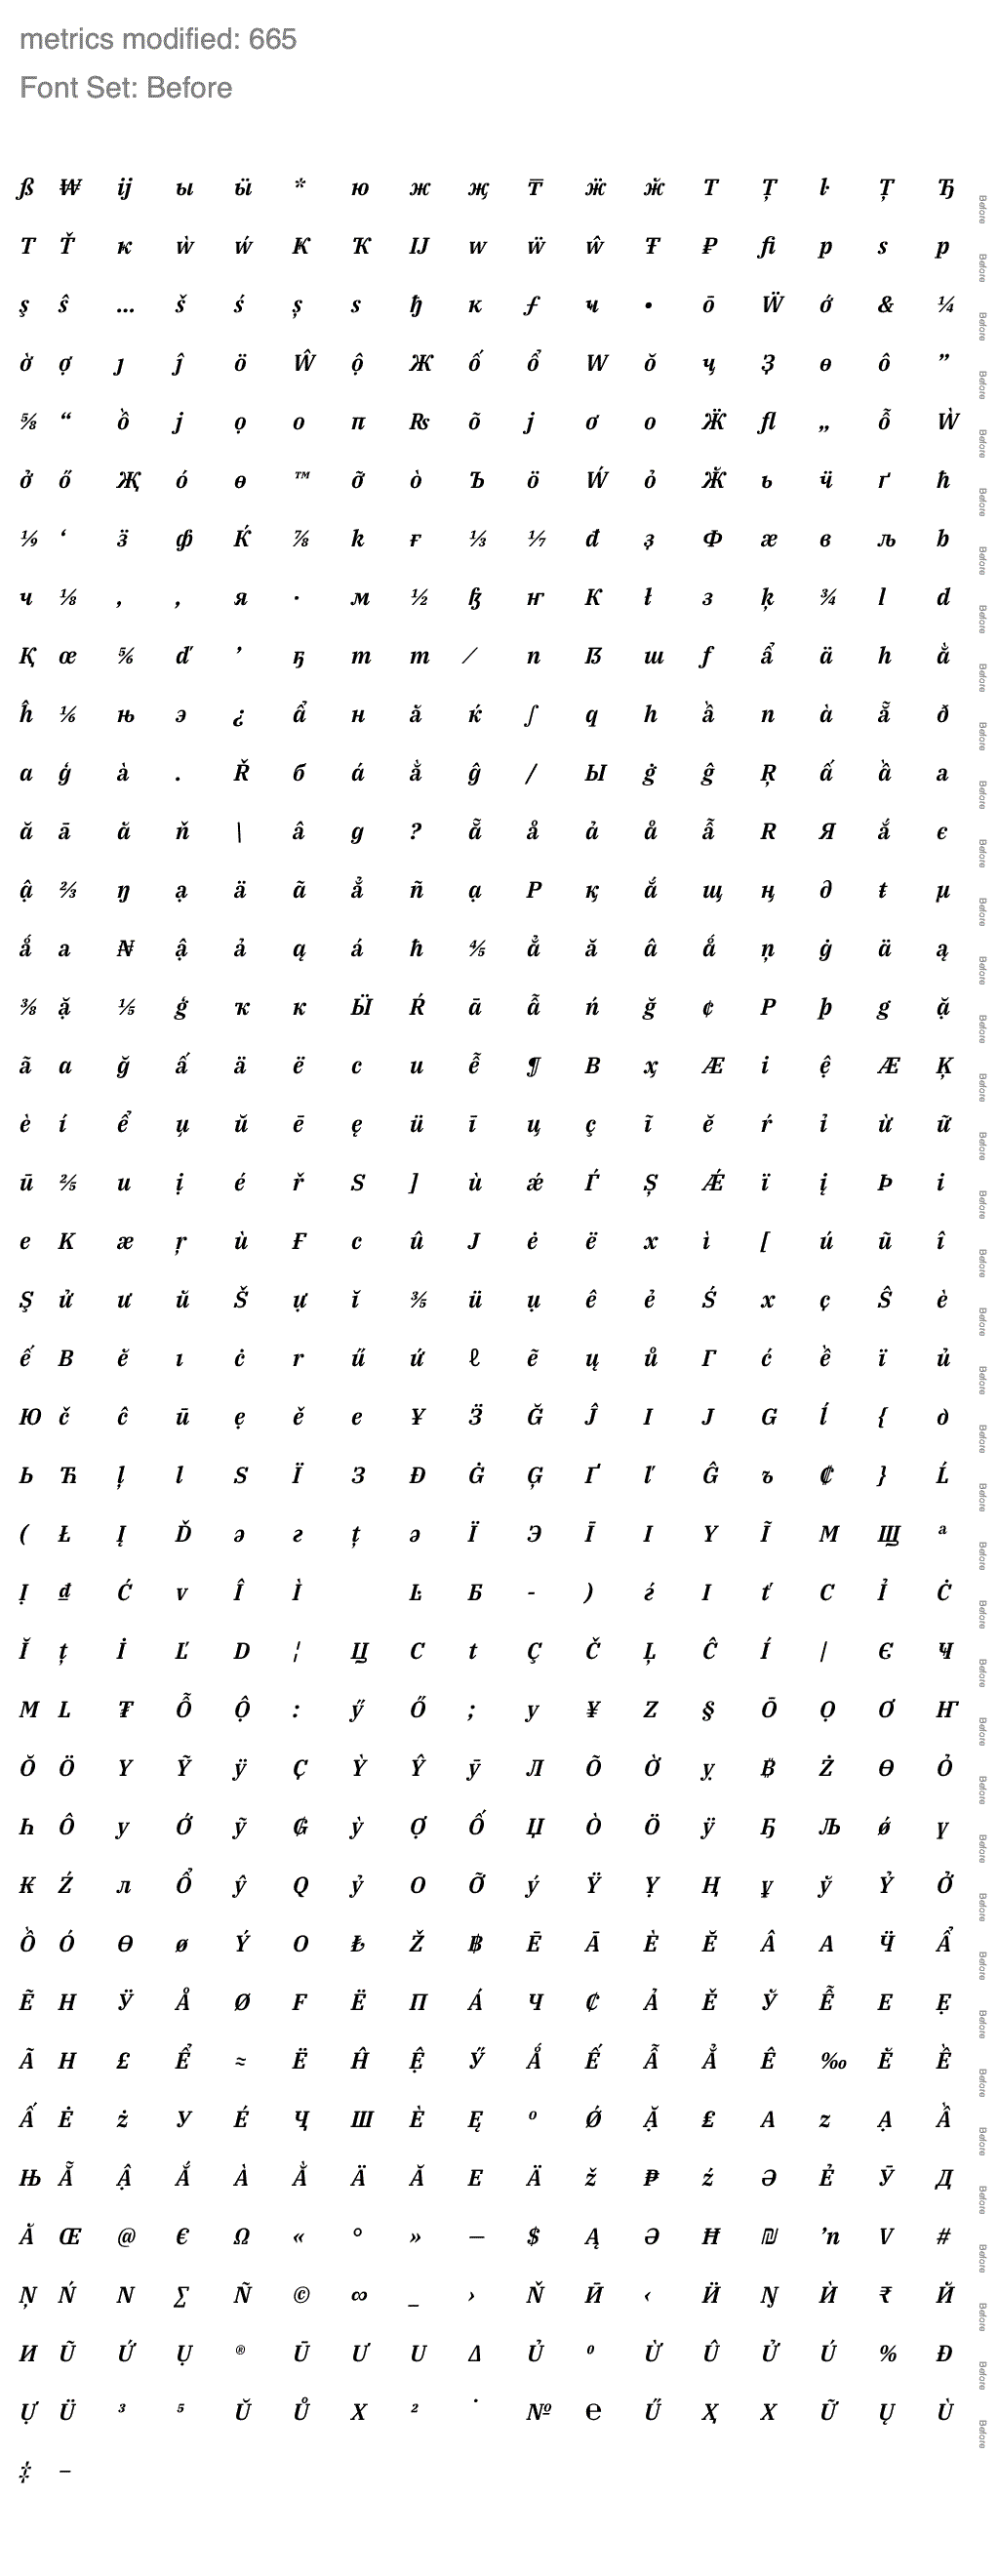 metrics modified: 665
Font Set: Before
ß ₩ ij ы ӹ * ю ж җ ₸ ӝ ӂ T Ţ ŀ Ț Ђ Before
T Ť ҝ ẁ ẃ Ҝ Ҡ IJ w ẅ ŵ Ŧ ₽ fi p s p Before
ş ŝ … š ś ș s ђ к ƒ ҹ • ō Ẅ ớ & ¼ Before
ờ ợ ȷ ĵ ö Ŵ ộ Ж ố ổ W ŏ ҷ Ҙ ɵ ô ” Before
⅝ “ ồ j ọ o п ₨ õ j ơ o Ӝ fl „ ỗ Ẁ Before
ở ő Җ ó ө ™ ỡ ò Ъ ö Ẃ ỏ Ӂ ь ӵ ґ ħ Before
⅑ ‘ ӟ ф Ḱ ⅞ k ғ ⅓ ⅐ đ ҙ Ф æ в љ b Before
ч ⅛ ‚ , я · м ½ ꜧ ҥ K ł з ķ ¾ l d Before
Қ œ ⅚ ď ’ ҕ m m ⁄ n ẞ ш f ẩ ä h ằ Before
ĥ ⅙ њ э ¿ ẩ н ă ќ ∫ q h ầ n à ẵ ð Before
a ģ à . Ř б á ằ ĝ / Ы ġ ĝ Ŗ ấ ầ a Before
ă ā ӑ ň \ â g ? ẵ å ả å ẫ R Я ắ є Before
ậ ⅔ ŋ ạ ä ã ẳ ñ ạ P қ ắ щ ң ∂ ŧ µ Before
ǻ a ₦ ậ ả ą á ħ ⅘ ẳ ă â ǻ ņ ġ ä ą Before
⅜ ặ ⅕ ģ ҡ к Ӹ Ŕ ā ẫ ń ğ ¢ P þ g ặ Before
ã a ğ ấ ä ë c u ễ ¶ B ҳ Æ i ệ Æ Ķ Before
è í ể џ ŭ ē ę ü ī ц ç ĩ ĕ ŕ ỉ ừ ữ Before
ū ⅖ u ị é ř S ] ù ǽ Ѓ Ș Ǽ ï į Þ i Before
e K æ ŗ ù Ғ c û J ė ë x ì [ ú ũ î Before
Ş ử ư ŭ Š ự ĭ ⅗ ü ụ ê ẻ Ś x ҫ Ŝ è Before
ế B ĕ ı ċ r ű ứ ℓ ẽ ų ů Г ć ề ï ủ Before
Ю č ĉ ū ẹ ě e ¥ Ӟ Ğ Ĵ I J G ĺ { ∂ Before
Ь Ћ ļ l S Ï З Đ Ġ Ģ Ґ ľ Ĝ ъ ₡ } Ĺ Before
( Ł Į Ď ə г ț ə Ï Э Ī I Y Ĩ M Щ ª Before
Ị ₫ Ć v Î Ì Ŀ Б - ) ѓ I ť C Ỉ Ċ Before
Ĭ ţ İ Ľ D ¦ Ц C t Ç Č Ļ Ĉ Í | Є Ҹ Before
M L ₮ Ỗ Ộ : ӳ Ő ; y ¥ Z § Ō Ọ Ơ Ҥ Before
Ŏ Ö Y Ỹ ÿ Ҫ Ỳ Ŷ ȳ Л Õ Ờ ỵ ₿ Ż Ө Ỏ Before
Һ Ô y Ớ ỹ ₲ ỳ Ợ Ố Џ Ò Ö ÿ Ҕ Љ ǿ ү Before
Ҟ Ź л Ổ ŷ Q ỷ O Ỡ ý Ÿ Ỵ Ң ұ ў Ỷ Ở Before
Ồ Ó Ɵ ø Ý O ₺ Ž ฿ Ē Ā È Ĕ Â A Ӵ Ẩ Before
Ẽ H Ӱ Å Ø F Ë П Á Ч ₵ Ả Ě Ў Ễ E Ẹ Before
Ã H £ Ể ≈ Ë Ĥ Ệ Ӳ Ǻ Ế Ẫ Ẳ Ê ‰ Ӗ Ề Before
Ấ Ė ż У É Ҷ Ш È Ę º Ǿ Ặ ₤ A z Ạ Ầ Before
Њ Ẵ Ậ Ắ À Ằ Ä Ă E Ä ž ₱ ź Ə Ẻ Ӯ Д Before
Ӑ Œ @ € Ω « ° » — $ Ą Ə Ħ ₪ ŉ V # Before
Ņ Ń N ∑ Ñ © ∞ _ › Ň Ӣ ‹ Ӥ Ŋ Ѝ ₹ Й Before
И Ũ Ứ Ụ ® Ū Ư U ∆ Ủ ⁰ Ừ Û Ử Ú % Đ Before
Ự Ü ³ ⁵ Ŭ Ů X ² ˙ № ℮ Ű Ҳ X Ữ Ų Ù Before
‡ –